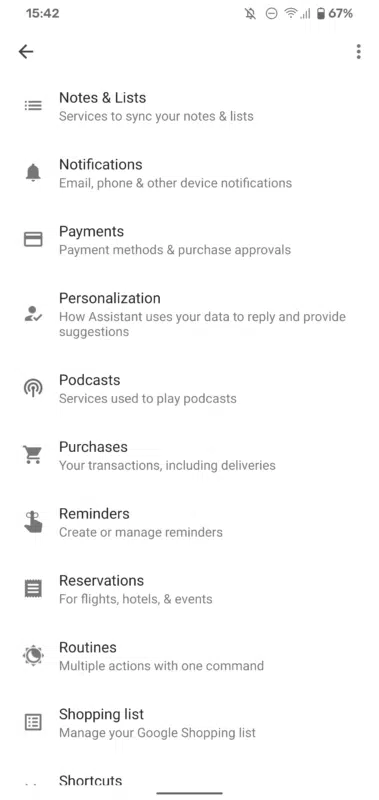 15:42 67%
Notes & Lists
Services to sync your notes & lists
Notifications
Email, phone & other device notifications
Payments
Payment methods & purchase approvals
Personalization
How Assistant uses your data to reply and provide
suggestions
Podcasts
Services used to play podcasts
Purchases
Your transactions, including deliveries
Reminders
Create or manage reminders
Reservations
For flights, hotels, & events
Routines
Multiple actions with one command
Shopping list
Manage your Google Shopping list
Shortcuts